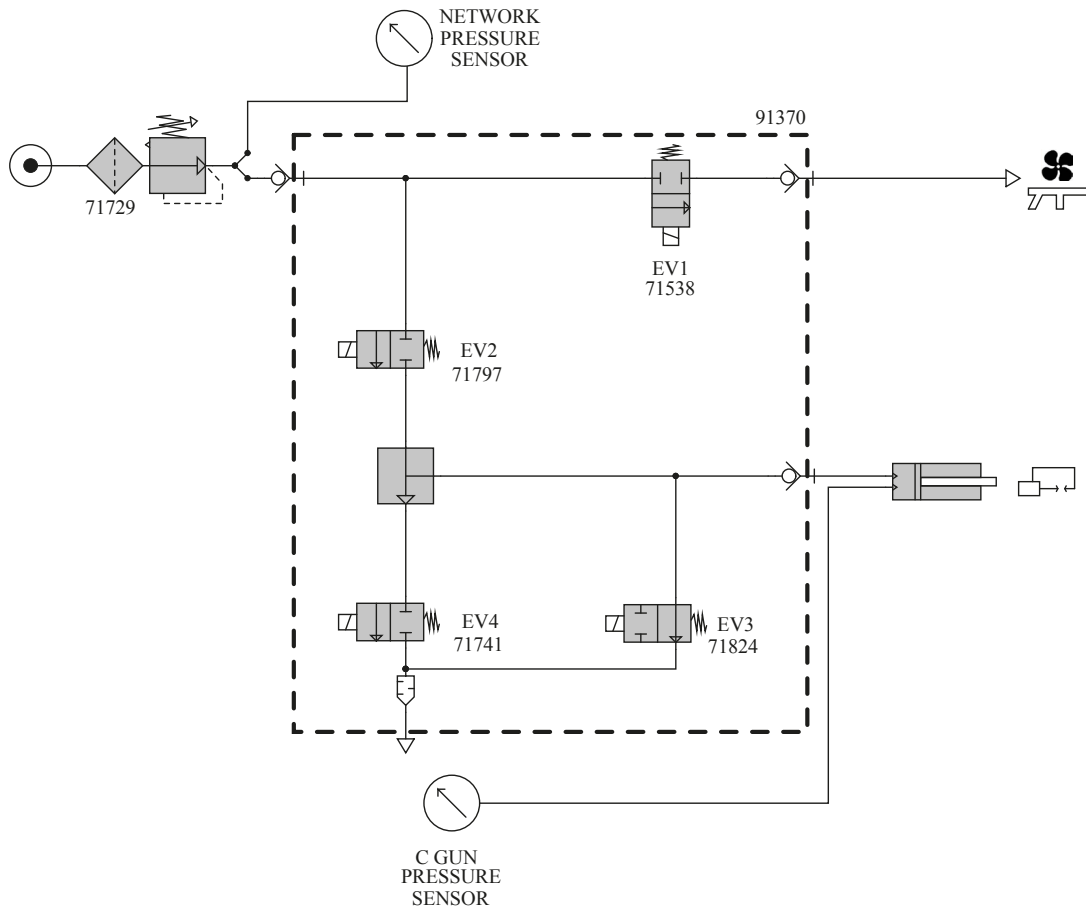 NETWORK
PRESSURE
SENSOR
91370
71729
EV1
71538
EV2
71797
EV4
71741
EV3
71824
C GUN
PRESSURE
SENSOR